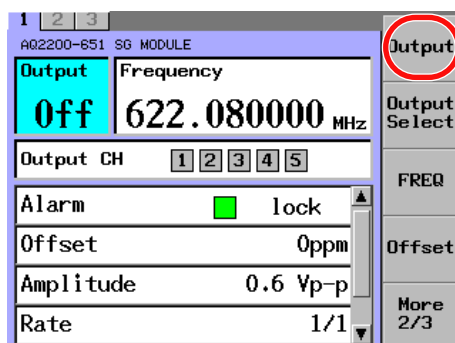 1 2 3
AQ2200-651 SG MODULE
Output
Off
Frequency
622.080000 MHz
Output CH 1 2 3 4 5
Alarm lock
Offset 0ppm
Amplitude 0.6 Vp-p
Rate 1/1
Output
Output
Select
FREQ
Offset
More
2/3